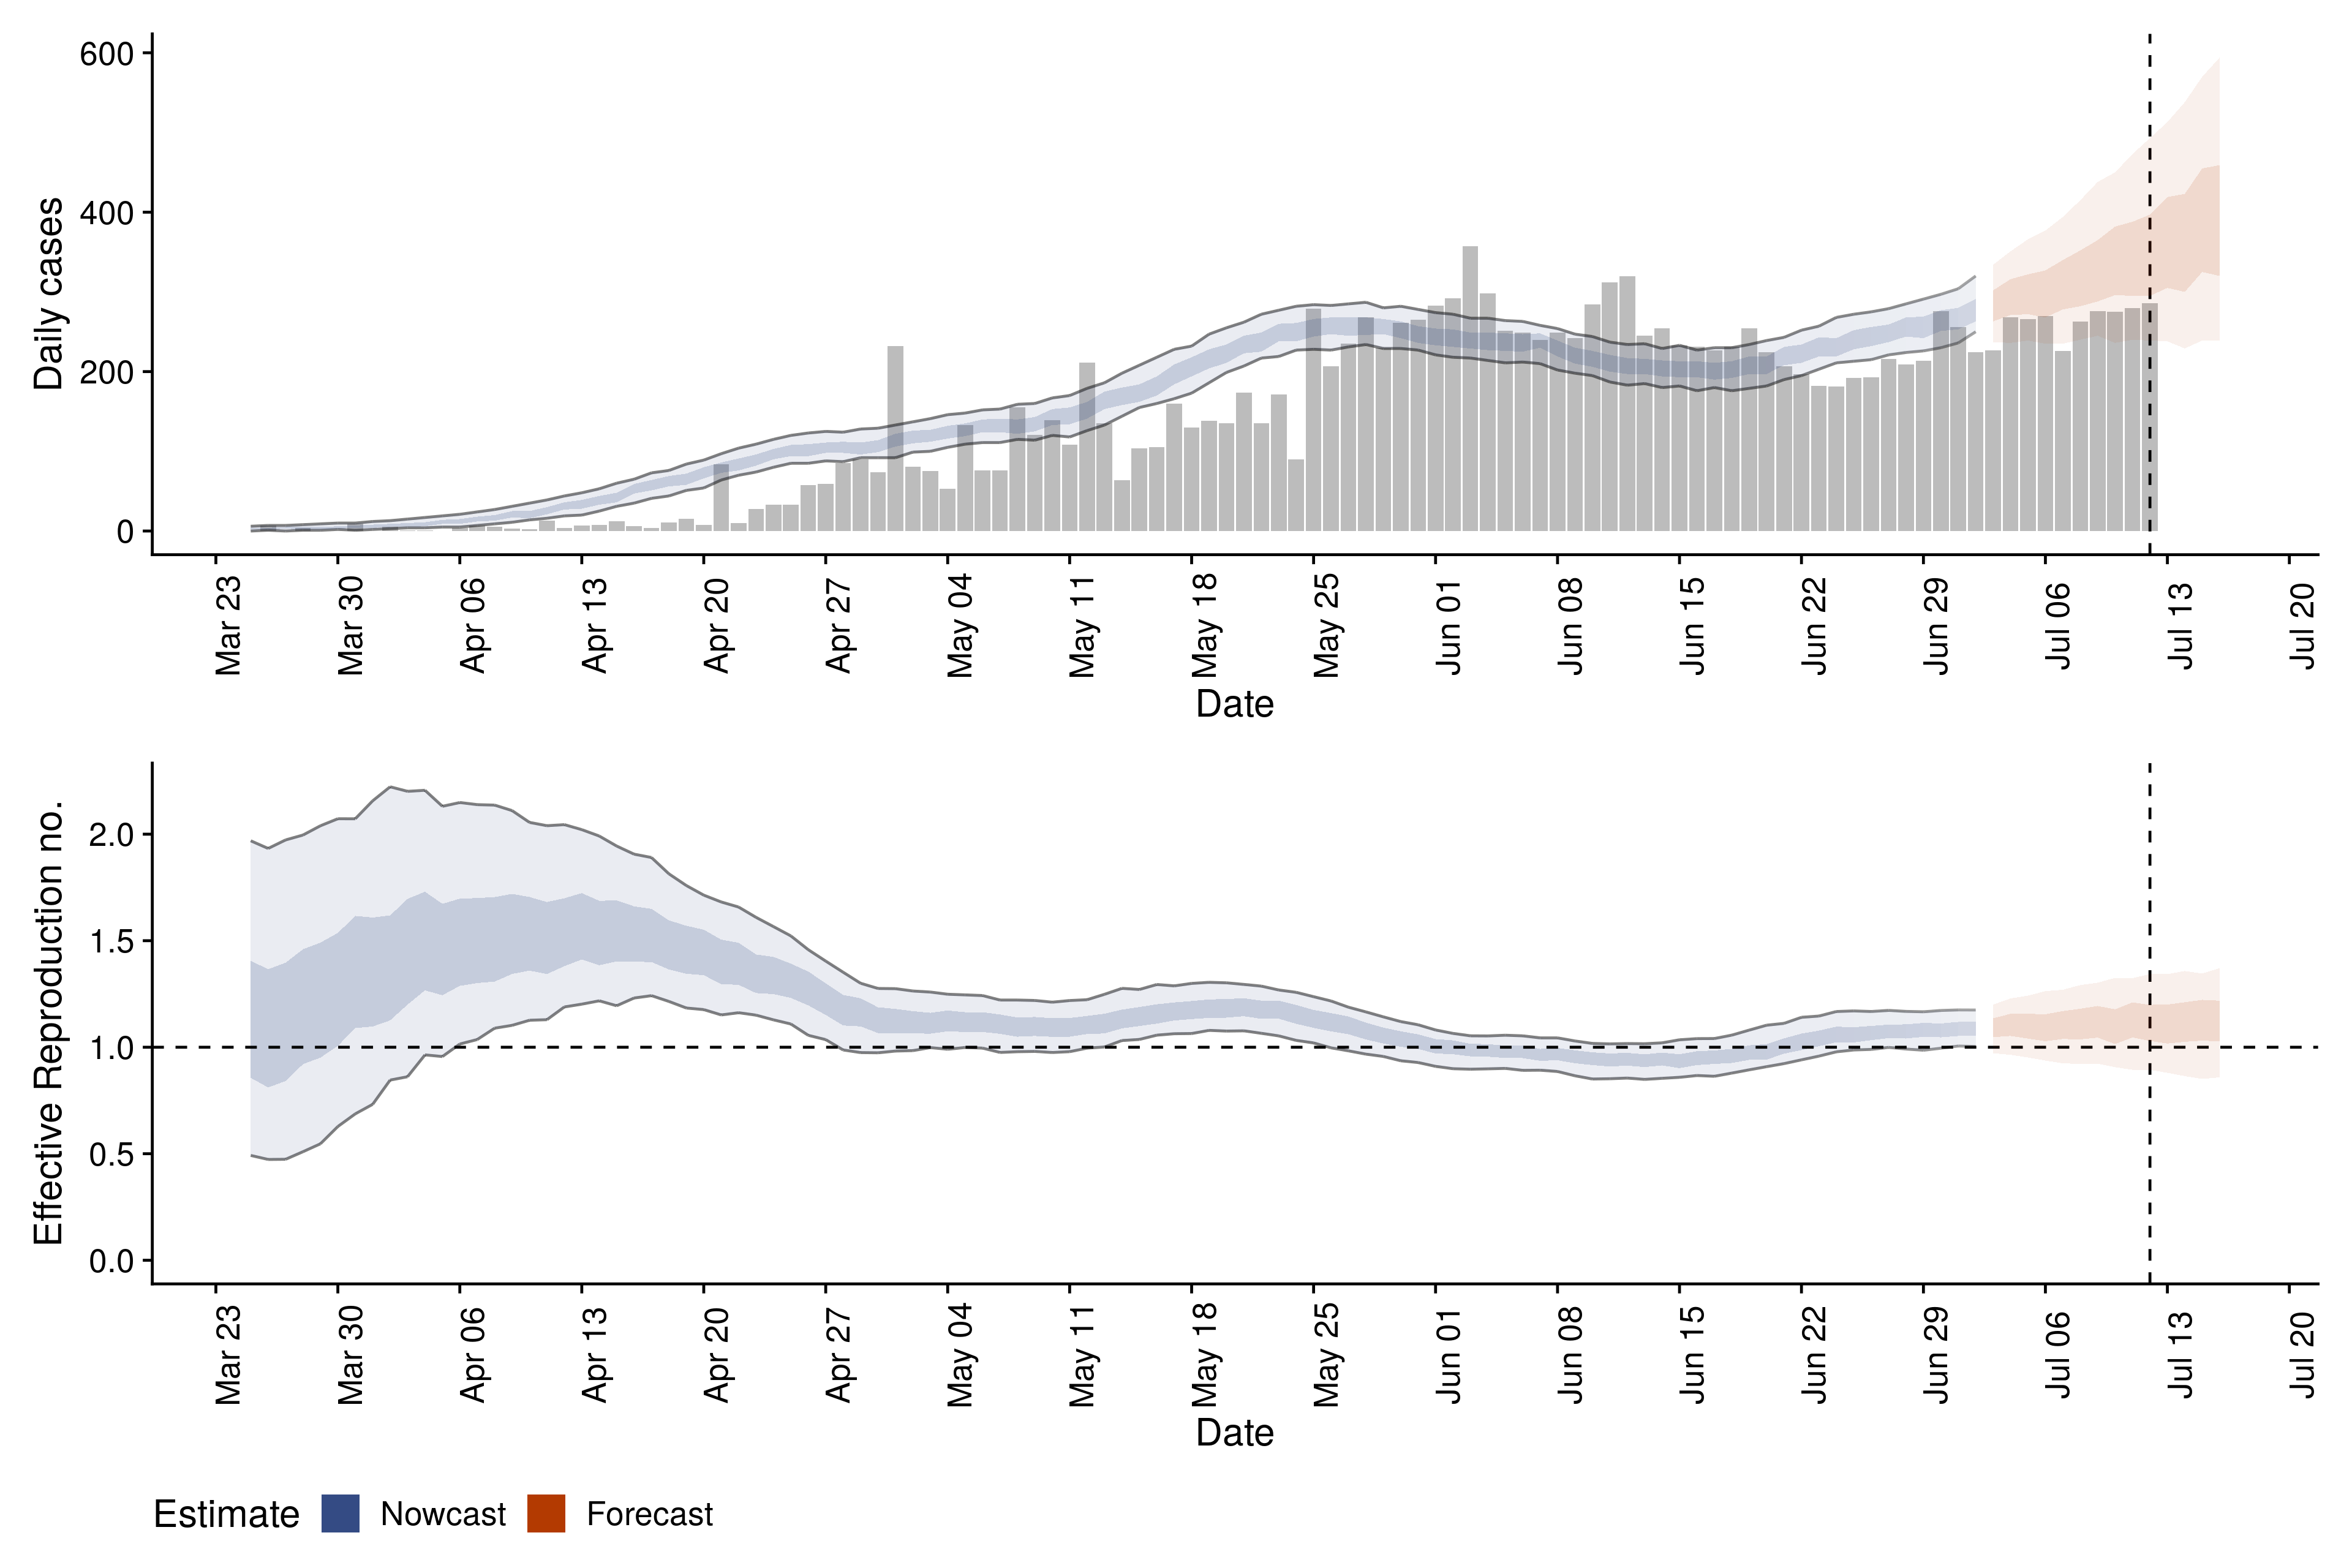 Daily cases
600
400
200
0
Mar 23 Mar 30 Apr 06 Apr 13 Apr 20 Apr 27 May 04 May 11 May 18 May 25 Jun 01 Jun 08 Jun 15 Jun 22 Jun 29 Jul 06 Jul 13 Jul 20
Date
Effective Reproduction no.
2.0
1.5
1.0
0.5
0.0
Mar 23 Mar 30 Apr 06 Apr 13 Apr 20 Apr 27 May 04 May 11 May 18 May 25 Jun 01 Jun 08 Jun 15 Jun 22 Jun 29 Jul 06 Jul 13 Jul 20
Date
Estimate Nowcast Forecast